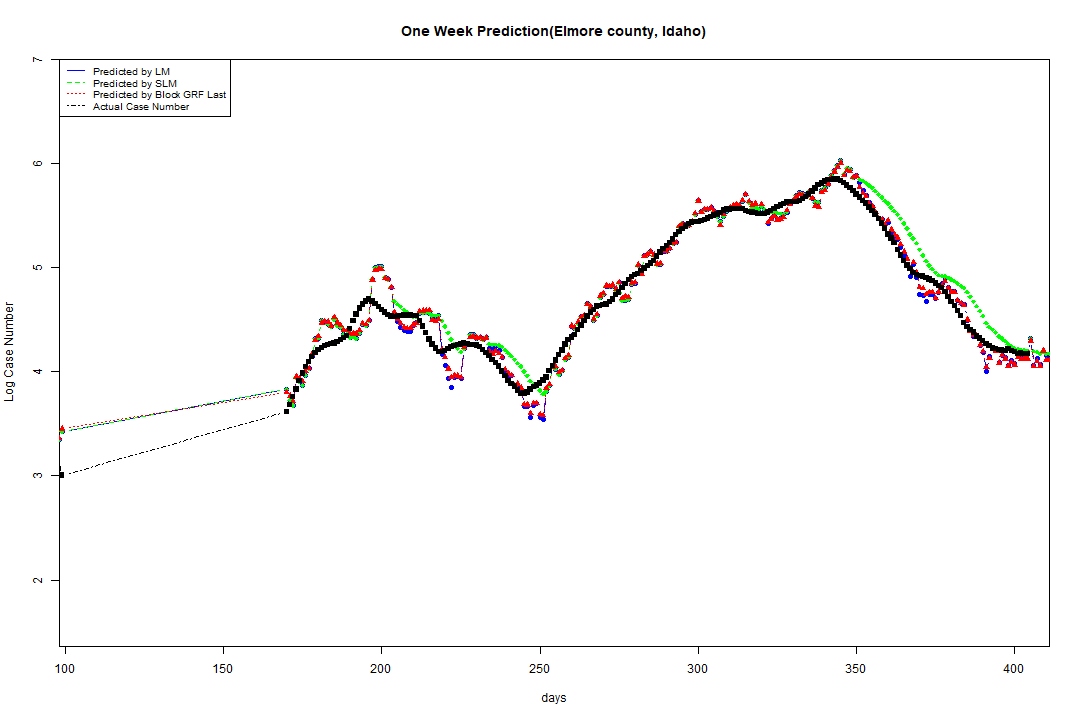 One Week Prediction(Elmore county, Idaho)
Predicted by LM
Predicted by SLM
Predicted by Block GRF Last
Actual Case Number
7
6
5
4
3
2
Log Case Number
100 150 200 250 300 350 400
days